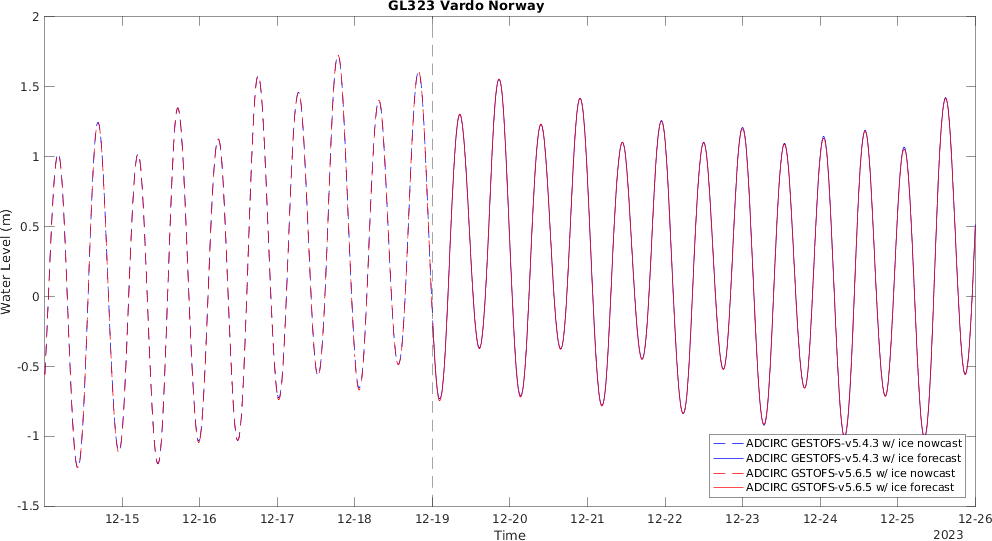 GL323 Vardo Norway
2
1.5
1
0.5
0
-0.5
-1
-1.5
Water Level (m)
ADCIRC GESTOFS-v5.4.3 w/ ice nowcast
ADCIRC GESTOFS-v5.4.3 w/ ice forecast
ADCIRC GSTOFS-v5.6.5 w/ ice nowcast
ADCIRC GSTOFS-v5.6.5 w/ ice forecast
12-15 12-16 12-17 12-18 12-19 12-20 12-21 12-22 12-23 12-24 12-25 12-26
Time 2023